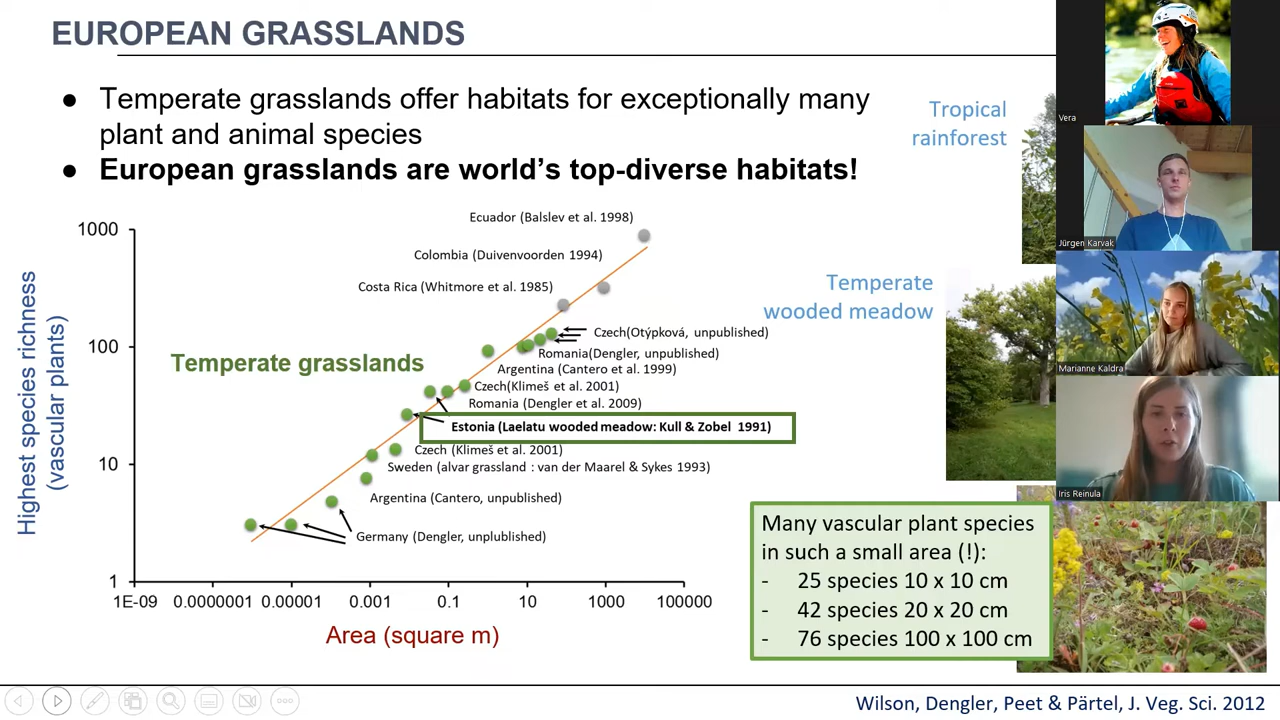 EUROPEAN GRASSLANDS
● Temperate grasslands offer habitats for exceptionally many
plant and animal species
● European grasslands are world's top-diverse habitats!
Tropical
rainforest
Temperate
wooded meadow
Highest species richness
(vascular plants)
1000
100
10
1
Ecuador (Balslev et al. 1998)
Colombia (Duivenvoorden 1994)
Costa Rica (Whitmore et al. 1985)
Czech(Otýpková, unpublished)
Romania(Dengler, unpublished)
Temperate grasslands
Argentina (Cantero et al. 1999)
Czech(Klimeš et al. 2001)
Romania (Dengler et al. 2009)
Estonia (Laelatu wooded meadow: Kull & Zobel 1991)
Czech (Klimeš et al. 2001)
Sweden (alvar grassland : van der Maarel & Sykes 1993)
Argentina (Cantero, unpublished)
Germany (Dengler, unplublished)
1E-09 0.0000001 0.00001 0.001 0.1 10 1000 100000
Area (square m)
Many vascular plant species
in such a small area (!):
- 25 species 10 x 10 cm
- 42 species 20 x 20 cm
- 76 species 100 x 100 cm
Wilson, Dengler, Peet & Pärtel, J. Veg. Sci. 2012
Vera
Jürgen Karvak
Marianne Kaldra
Iris Reinula